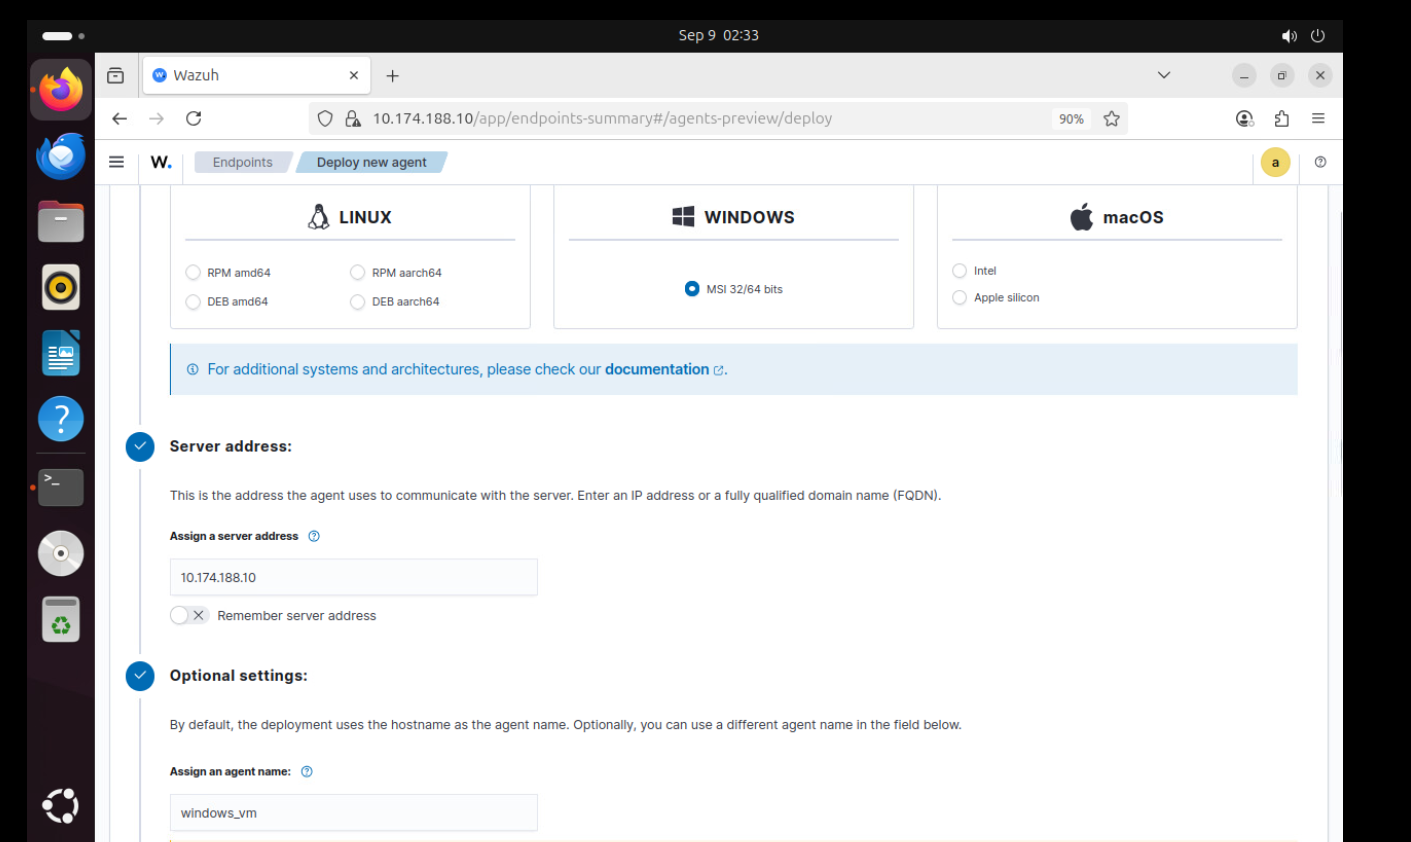 Sep 9 02:33
Wazuh
10.174.188.10/app/endpoints-summary#/agents-preview/deploy
90%
W.
Endpoints
Deploy new agent
a
LINUX
WINDOWS
macOS
RPM amd64
RPM aarch64
DEB amd64
DEB aarch64
MSI 32/64 bits
Intel
Apple silicon
For additional systems and architectures, please check our documentation.
Server address:
This is the address the agent uses to communicate with the server. Enter an IP address or a fully qualified domain name (FQDN).
Assign a server address
10.174.188.10
Remember server address
Optional settings:
By default, the deployment uses the hostname as the agent name. Optionally, you can use a different agent name in the field below.
Assign an agent name:
windows_vm